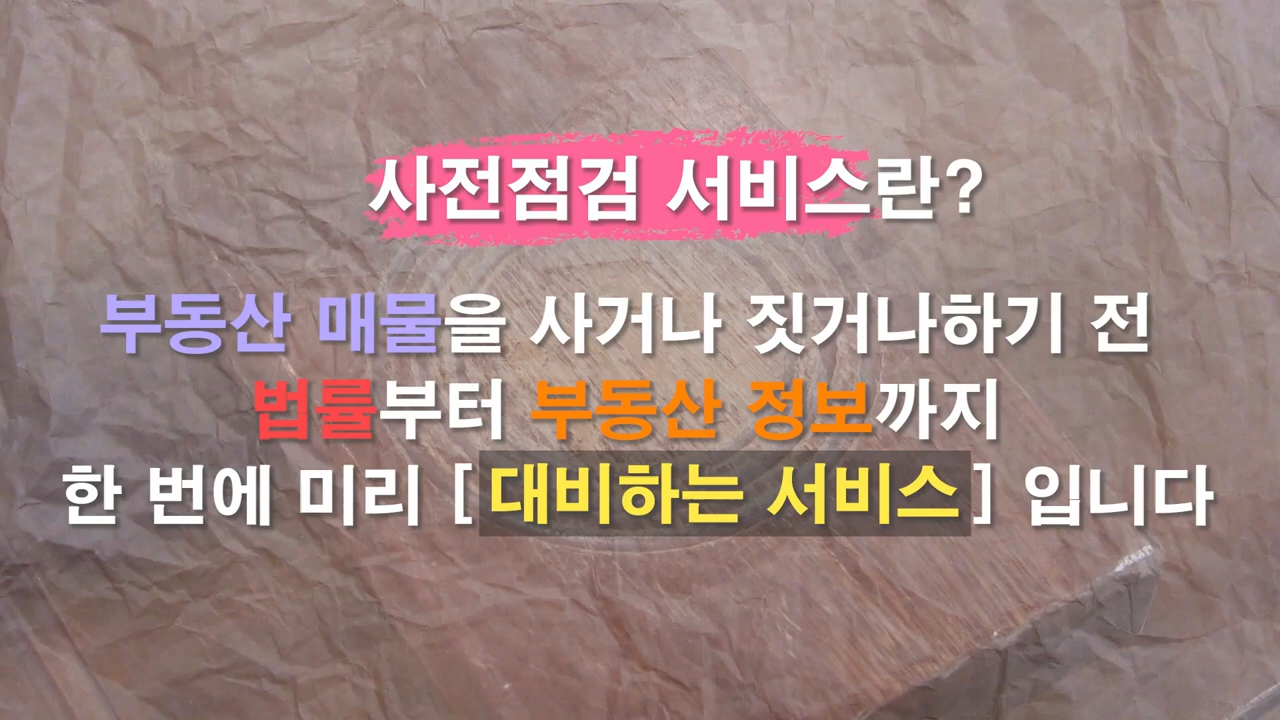 사전점검 서비스란?
부동산 매물을 사거나 짓거나하기 전
법률부터 부동산 정보까지
한 번에 미리 [ 대비하는 서비스 ] 입니다